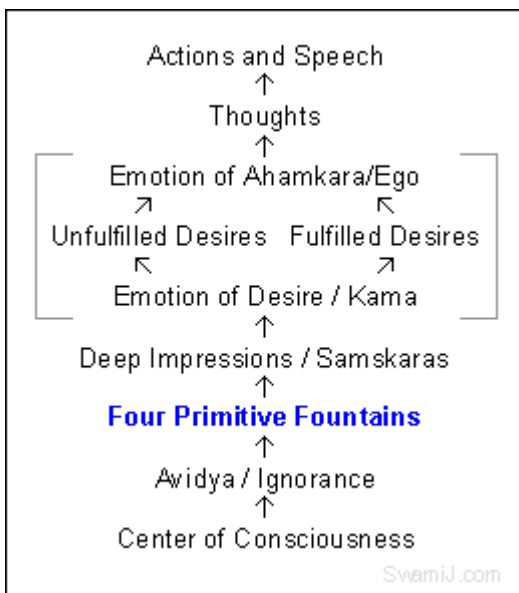 Actions and Speech
Thoughts
Emotion of Ahamkara/Ego
Unfulfilled Desires Fulfilled Desires
Emotion of Desire / Kama
Deep Impressions / Samskaras
Four Primitive Fountains
Avidya / Ignorance
Center of Consciousness
SwamiJ.com